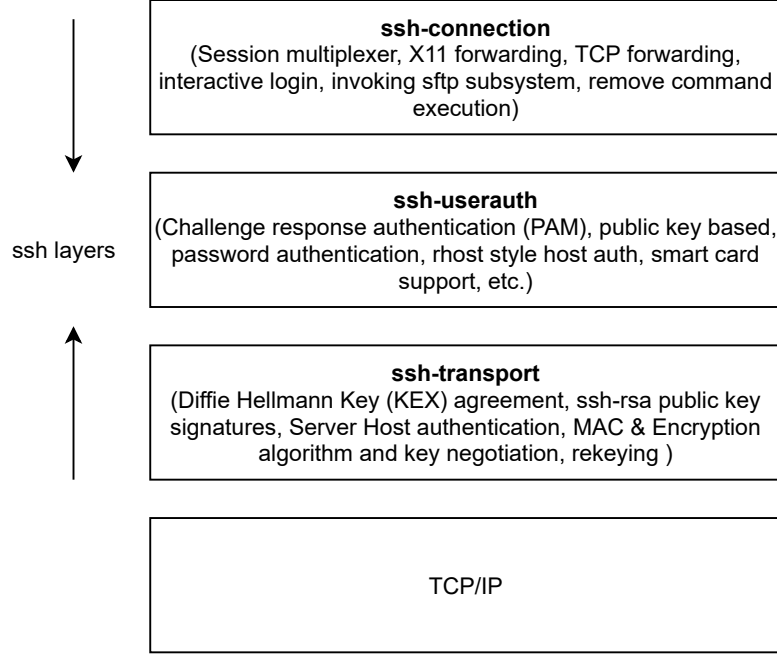 ssh-connection
(Session multiplexer, X11 forwarding, TCP forwarding,
interactive login, invoking sftp subsystem, remove command
execution)
ssh-userauth
(Challenge response authentication (PAM), public key based,
password authentication, rhost style host auth, smart card
support, etc.)
ssh layers
ssh-transport
(Diffie Hellmann Key (KEX) agreement, ssh-rsa public key
signatures, Server Host authentication, MAC & Encryption
algorithm and key negotiation, rekeying )
TCP/IP